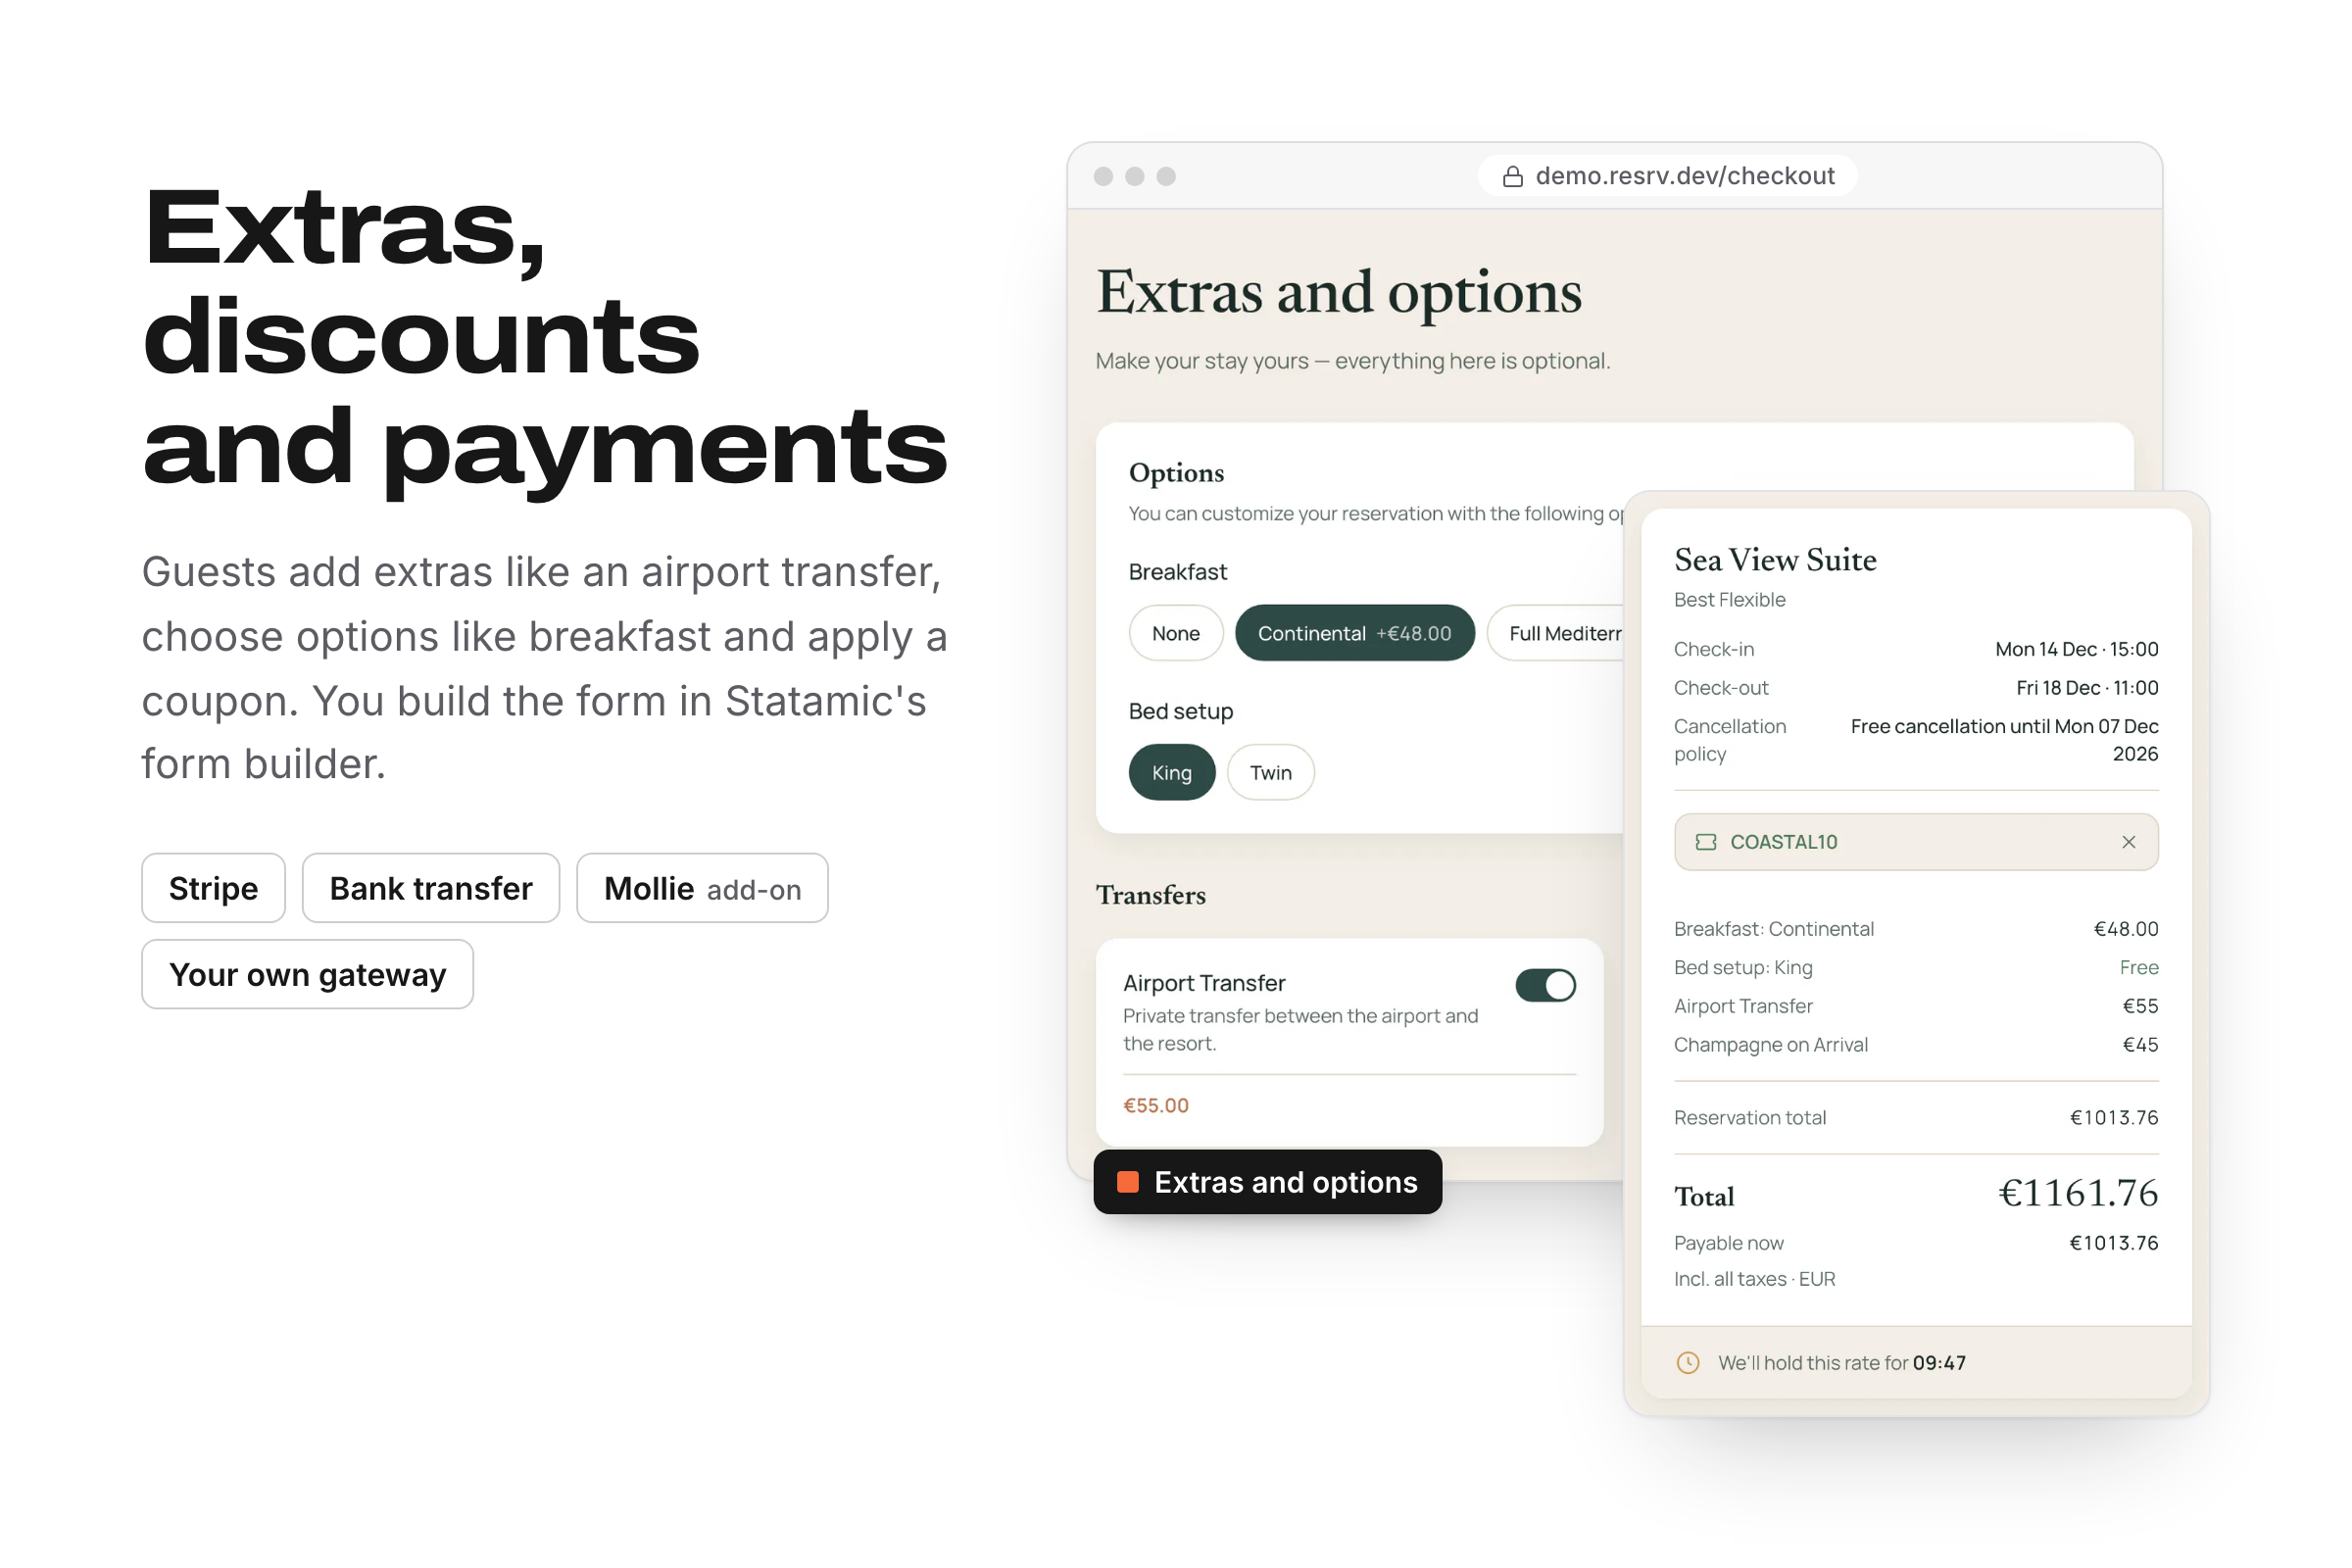 Extras,
discounts
and payments
Guests add extras like an airport transfer,
choose options like breakfast and apply a
coupon. You build the form in Statamic's
form builder.
Stripe
Bank transfer
Mollie add-on
Your own gateway
demo.resrv.dev/checkout
Extras and options
Make your stay yours — everything here is optional.
Options
You can customize your reservation with the following
Breakfast
None
Continental +€48.00
Full
Bed setup
King
Twin
Transfers
Airport Transfer
Private transfer between the airport and
the resort.
€55.00
Extras and options
Sea View Suite
Best Flexible
Check-in Mon 14 Dec · 15:00
Check-out Fri 18 Dec · 11:00
Cancellation Free cancellation until Mon 07 Dec
policy 2026
COASTAL10
Breakfast: Continental €48.00
Bed setup: King Free
Airport Transfer €55
Champagne on Arrival €45
Reservation total €1013.76
Total €1161.76
Payable now €1013.76
Incl. all taxes · EUR
We'll hold this rate for 09:47